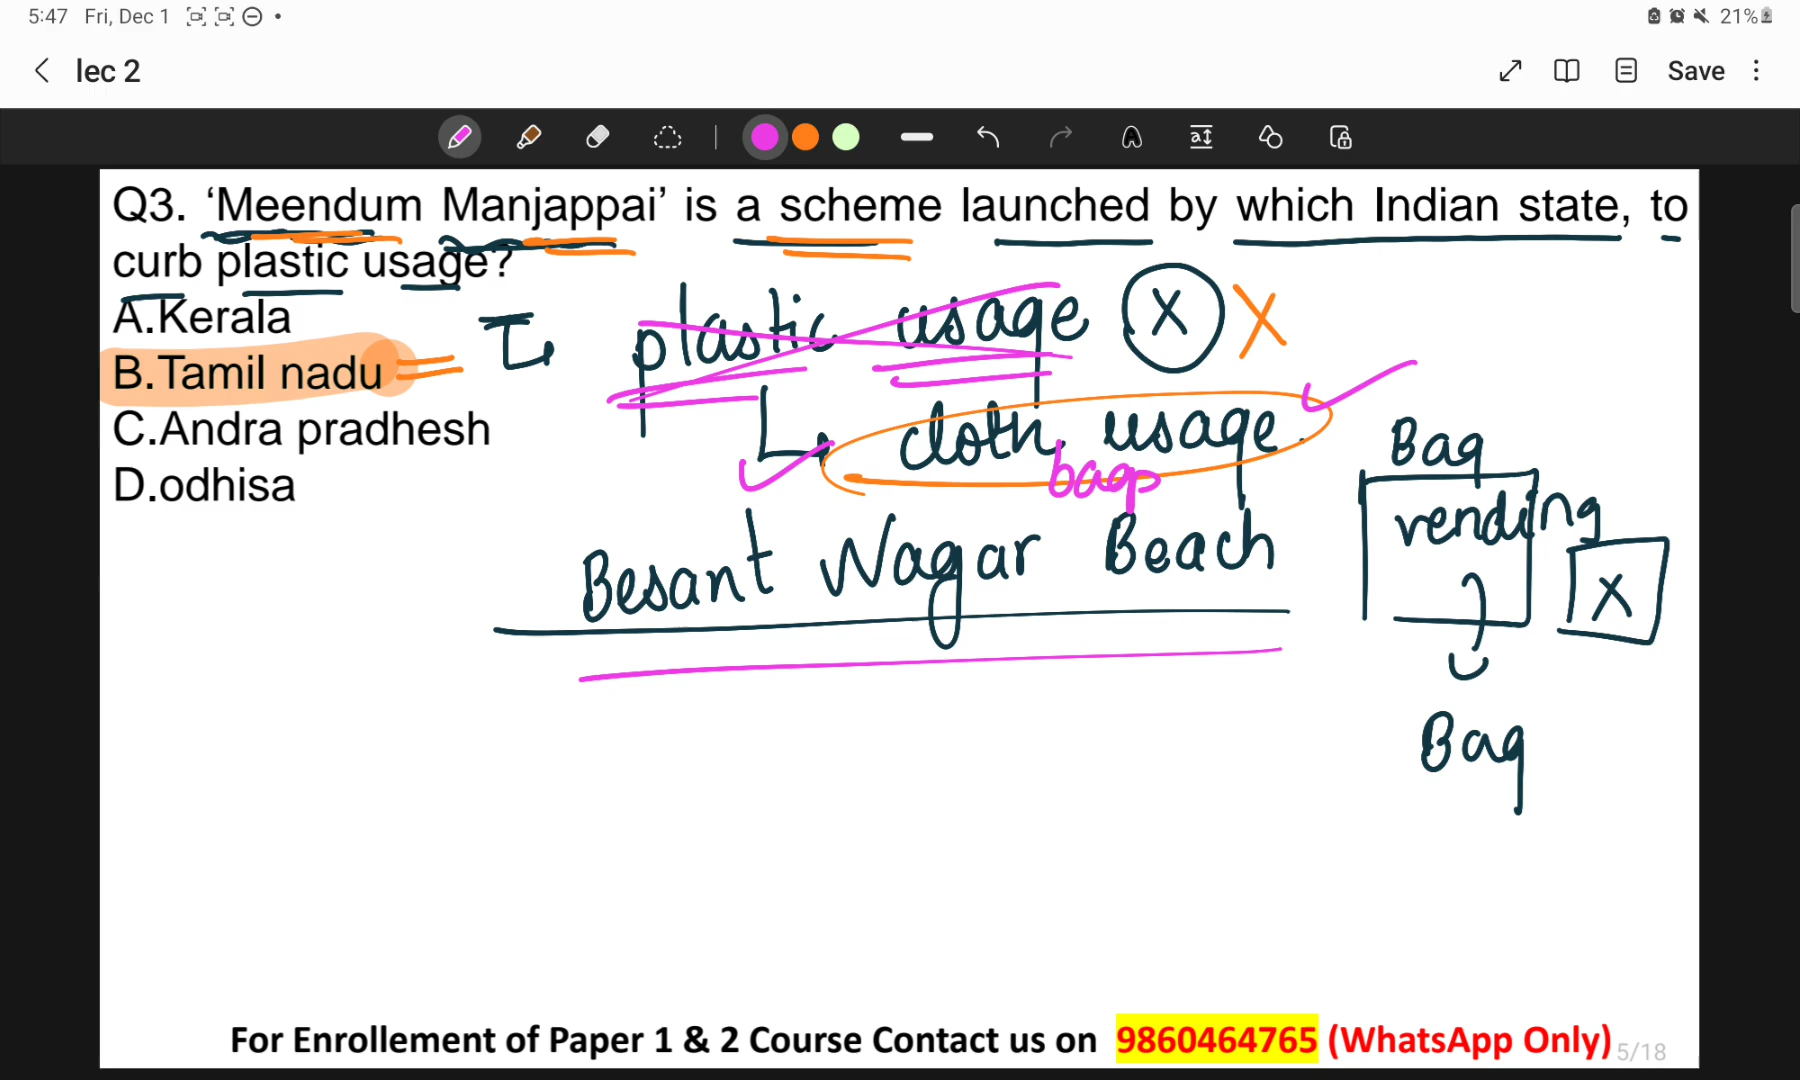 5:47 Fri, Dec 1 21%
lec 2
Save
Q3. ‘Meendum Manjappai’ is a scheme launched by which Indian state, to
curb plastic usage?
A.Kerala
B.Tamil nadu
C.Andra pradhesh
D.odhisa
plastic usage X X
cloth usage.
bags
Besant Nagar Beach
Bag
vending
X
Bag
For Enrollement of Paper 1 & 2 Course Contact us on 9860464765 (WhatsApp Only)
5/18